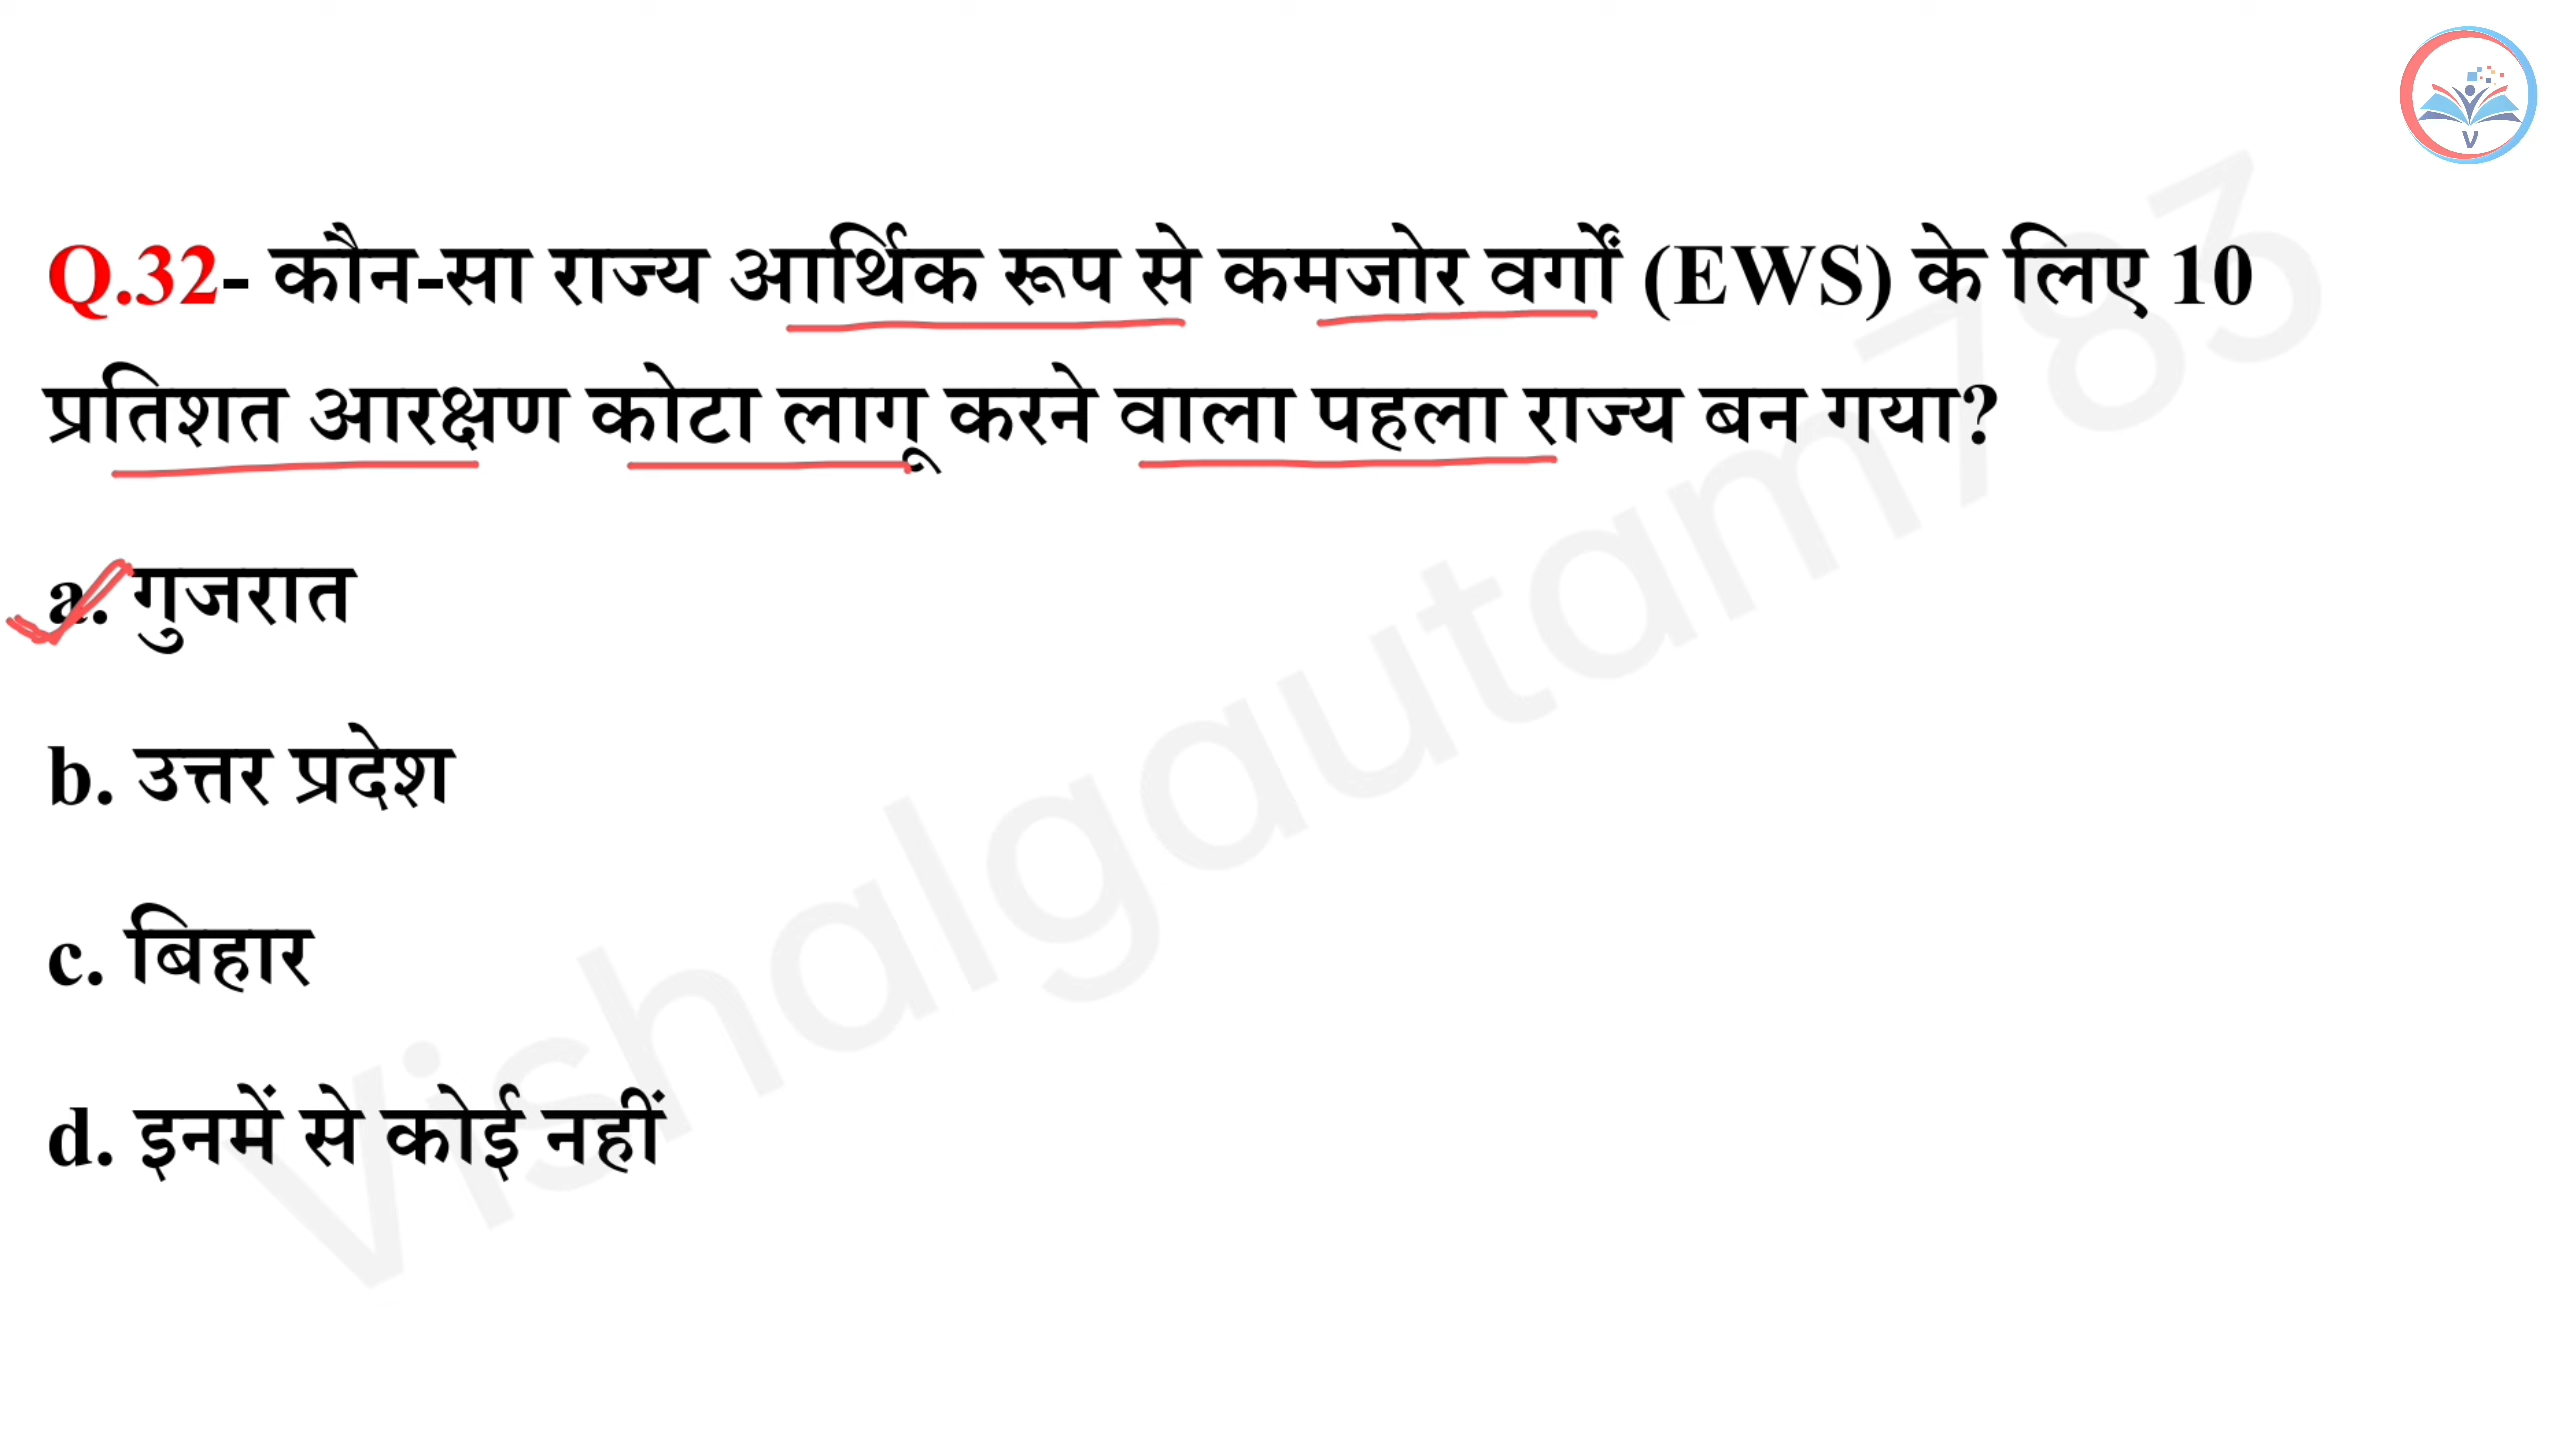 V
Q.32- कौन-सा राज्य आर्थिक रूप से कमजोर वर्गों (EWS) के लिए 10
प्रतिशत आरक्षण कोटा लागू करने वाला पहला राज्य बन गया?
a. गुजरात
b. उत्तर प्रदेश
c. बिहार
d. इनमें से कोई नहीं
Vishalgautam783